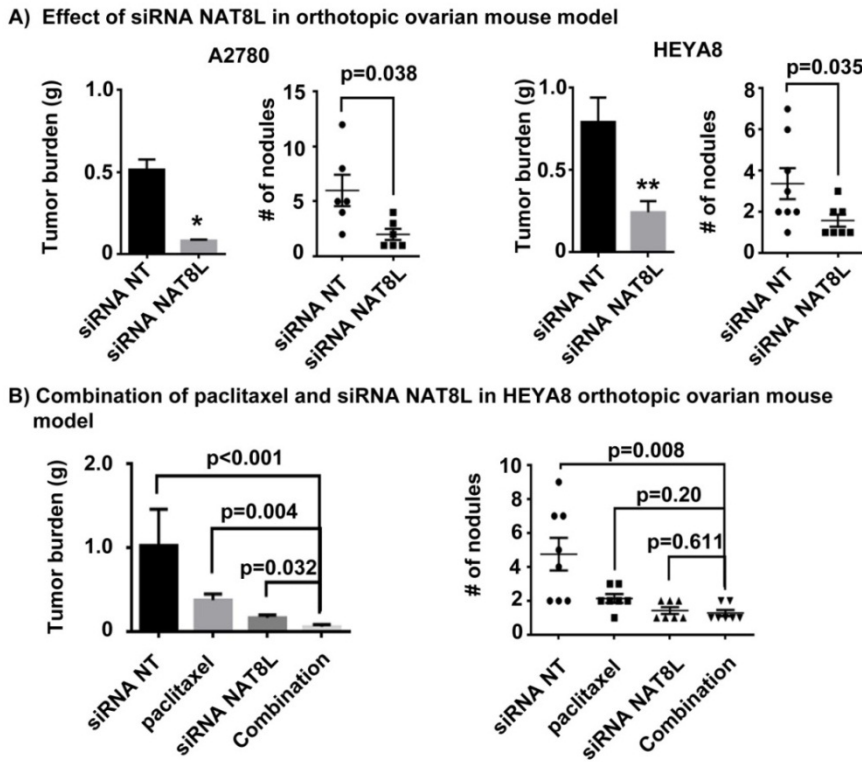 A) Effect of siRNA NAT8L in orthotopic ovarian mouse model
A2780
Tumor burden (g)
1.0
0.5
0
*
siRNA NT
siRNA NAT8L
p=0.038
# of nodules
15
10
5
0
siRNA NT
siRNA NAT8L
HEYA8
Tumor burden (g)
1.0
0.5
0
**
siRNA NT
siRNA NAT8L
p=0.035
# of nodules
8
6
4
2
0
siRNA NT
siRNA NAT8L
B) Combination of paclitaxel and siRNA NAT8L in HEYA8 orthotopic ovarian mouse
model
Tumor burden (g)
2.0
1.0
0
p<0.001
p=0.004
p=0.032
siRNA NT
paclitaxel
siRNA NAT8L
Combination
# of nodules
10
8
6
4
2
0
p=0.008
p=0.20
p=0.611
siRNA NT
paclitaxel
siRNA NAT8L
Combination